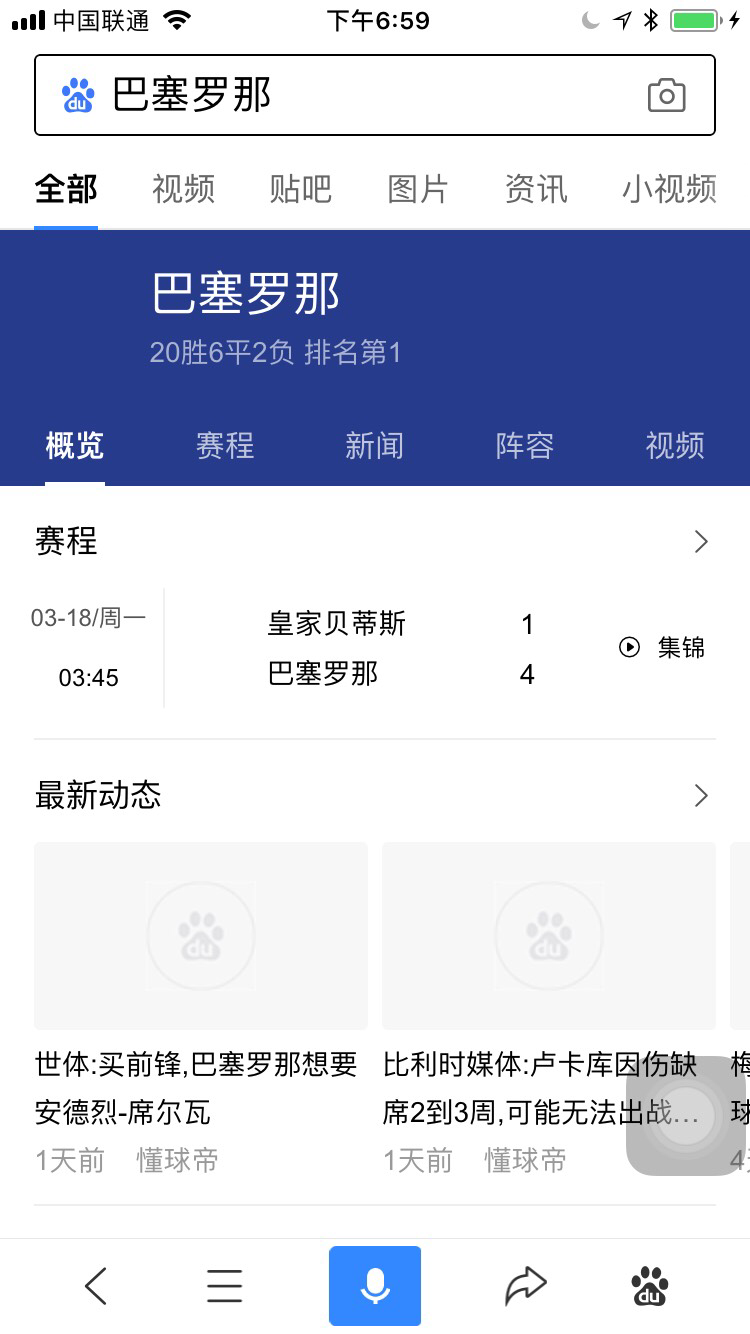 中国联通
下午6:59
du 巴塞罗那
全部 视频 贴吧 图片 资讯 小视频
巴塞罗那
20胜6平2负 排名第1
概览 赛程 新闻 阵容 视频
赛程
03-18/周一
03:45
皇家贝蒂斯 1
巴塞罗那 4
集锦
最新动态
du
世体:买前锋,巴塞罗那想要
安德烈-席尔瓦
1天前 懂球帝
du
比利时媒体:卢卡库因伤缺
席2到3周,可能无法出战...
1天前 懂球帝
梅
球
4天
du